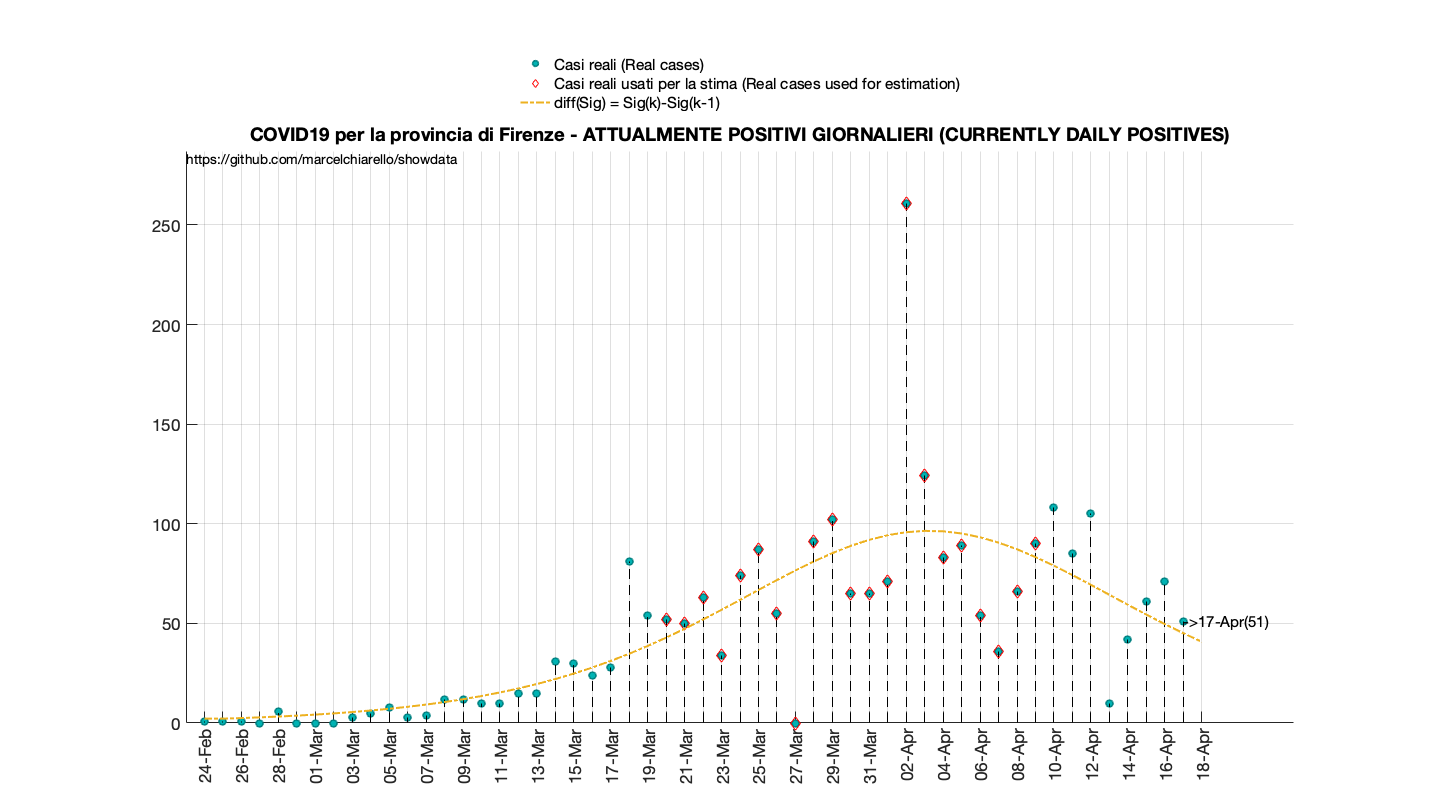 Casi reali (Real cases)
Casi reali usati per la stima (Real cases used for estimation)
diff(Sig) = Sig(k)-Sig(k-1)
COVID19 per la provincia di Firenze - ATTUALMENTE POSITIVI GIORNALIERI (CURRENTLY DAILY POSITIVES)
https://github.com/marcelchiarello/showdata
250
200
150
100
50
0
->17-Apr(51)
24-Feb
26-Feb
28-Feb
01-Mar
03-Mar
05-Mar
07-Mar
09-Mar
11-Mar
13-Mar
15-Mar
17-Mar
19-Mar
21-Mar
23-Mar
25-Mar
27-Mar
29-Mar
31-Mar
02-Apr
04-Apr
06-Apr
08-Apr
10-Apr
12-Apr
14-Apr
16-Apr
18-Apr